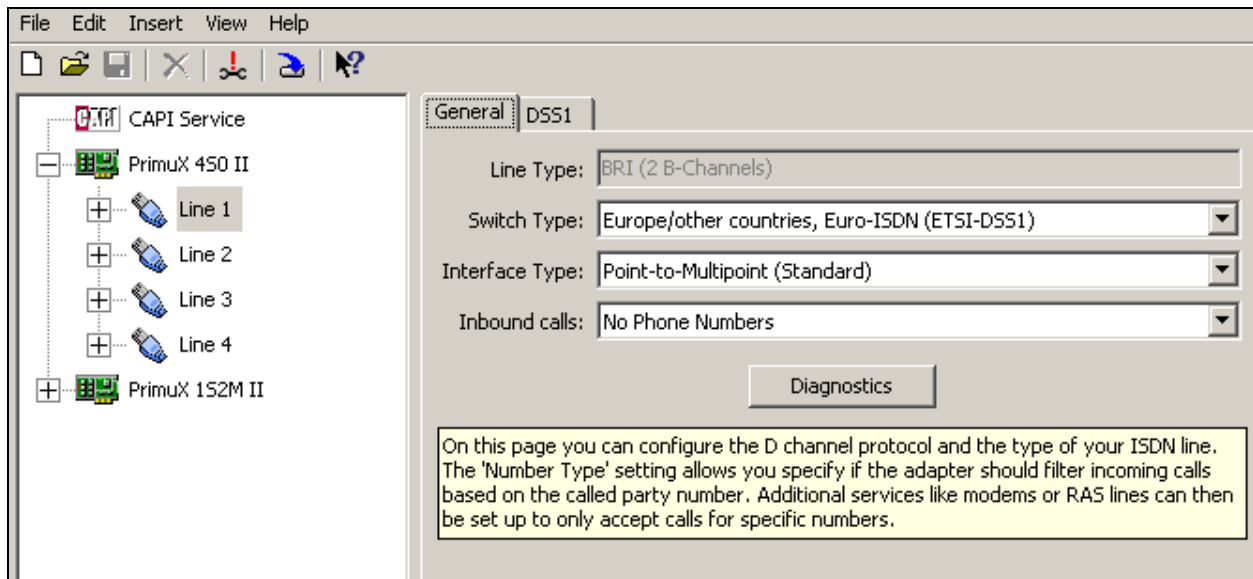 File Edit Insert View Help
CAPI Service
PrimuX 4S0 II
Line 1
Line 2
Line 3
Line 4
PrimuX 1S2M II
General DSS1
Line Type: BRI (2 B-Channels)
Switch Type: Europe/other countries, Euro-ISDN (ETSI-DSS1)
Interface Type: Point-to-Multipoint (Standard)
Inbound calls: No Phone Numbers
Diagnostics
On this page you can configure the D channel protocol and the type of your ISDN line.
The 'Number Type' setting allows you specify if the adapter should filter incoming calls
based on the called party number. Additional services like modems or RAS lines can then
be set up to only accept calls for specific numbers.